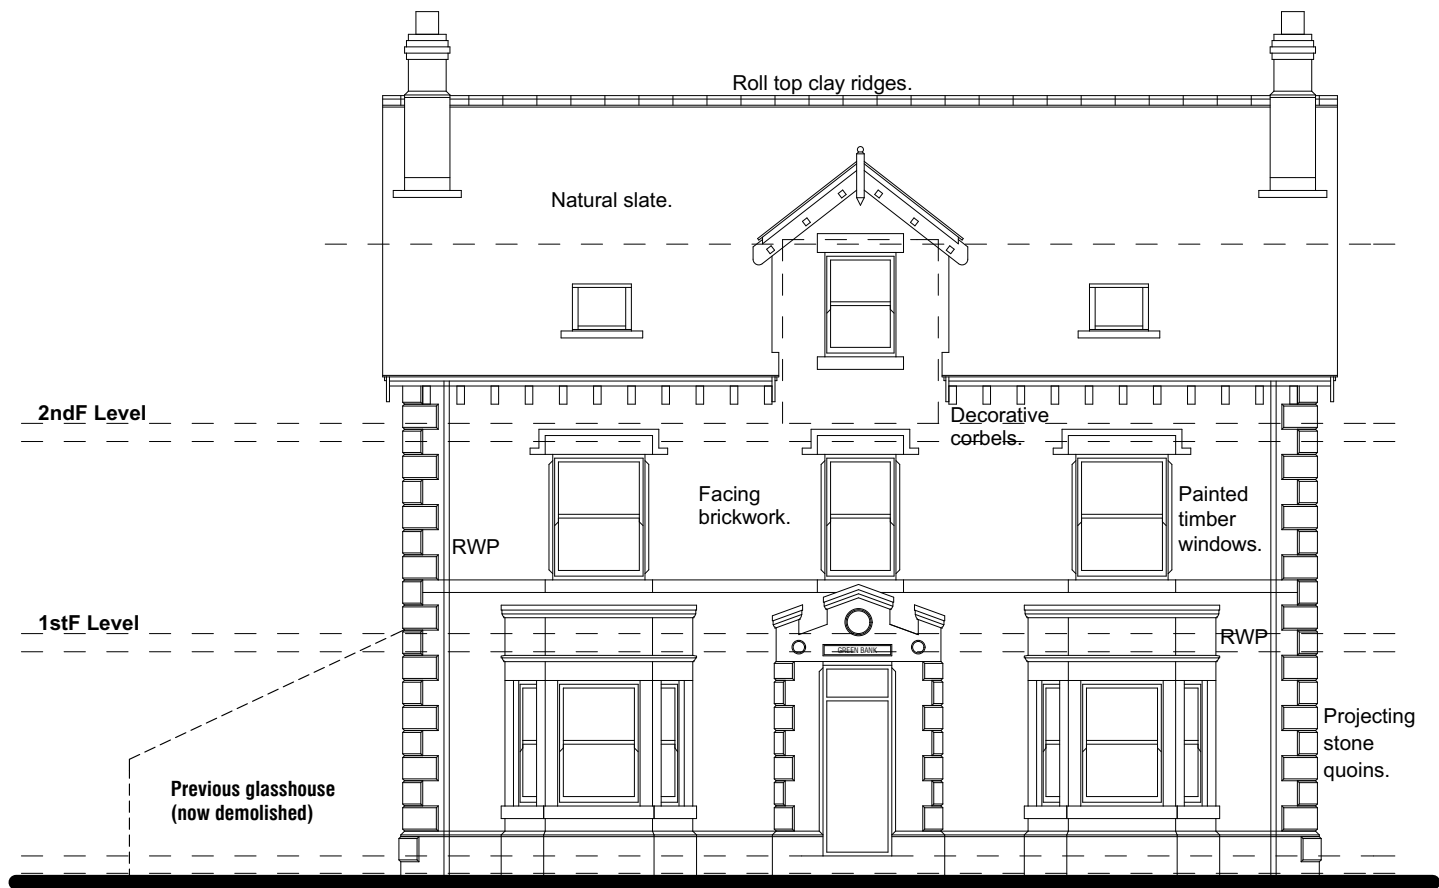 Roll top clay ridges.
Natural slate.
2ndF Level
Decorative
corbels.
Facing
brickwork.
Painted
timber
windows.
RWP
1stF Level
RWP
GREEN BANK
Projecting
stone
quoins.
Previous glasshouse
(now demolished)